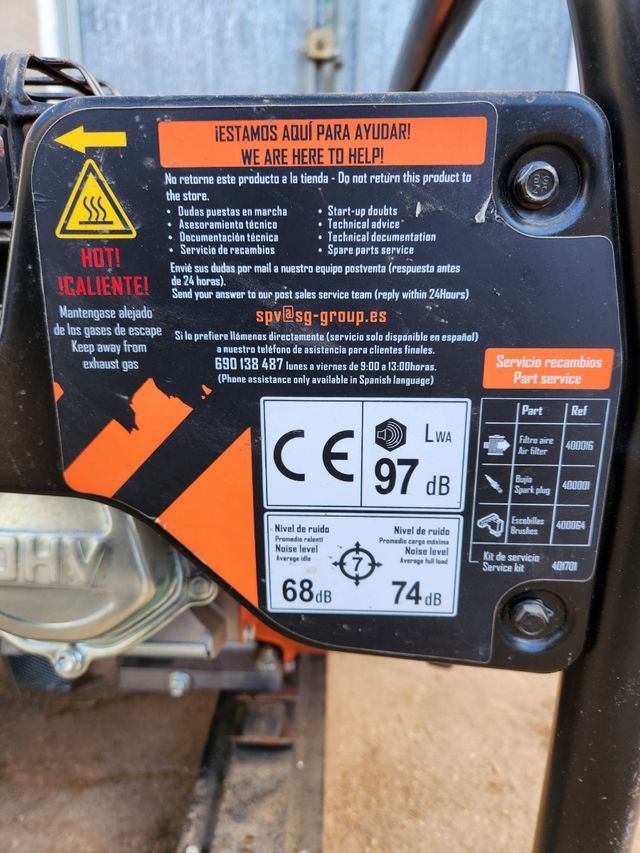 ¡ESTAMOS AQUÍ PARA AYUDAR!
WE ARE HERE TO HELP!
No retorne este producto a la tienda - Do not return this product to
the store.
• Dudas puestas en marcha
• Asesoramiento técnico
• Documentación técnica
• Servicio de recambios
• Start-up doubts
• Technical advice
• Technical documentation
• Spare parts service
Envié sus dudas por mail a nuestro equipo postventa (respuesta antes
de 24 horas).
Send your answer to our post sales service team (reply within 24Hours)
spv@sg-group.es
Si lo prefiere llámenos directamente (servicio solo disponible en español)
a nuestro teléfono de asistencia para clientes finales.
690 138 487 lunes a viernes de 9:00 a 13:00horas.
(Phone assistance only available in Spanish language)
HOT!
!CALIENTE!
Mantengase alejado
de los gases de escape
Keep away from
exhaust gas
CE
LWA
97 dB
Nivel de ruido
Promedio relenti
Noise level
Average idle
68dB
7
Nivel de ruido
Promedio carga máxima
Noise level
Average full load
74dB
Servicio recambios
Part service
Part Ref
Filtro aire
Air filter
400016
Bujia
Spark plug
400001
Escobillas
Brushes
400064
Kit de servicio
Service kit
401701
OHV